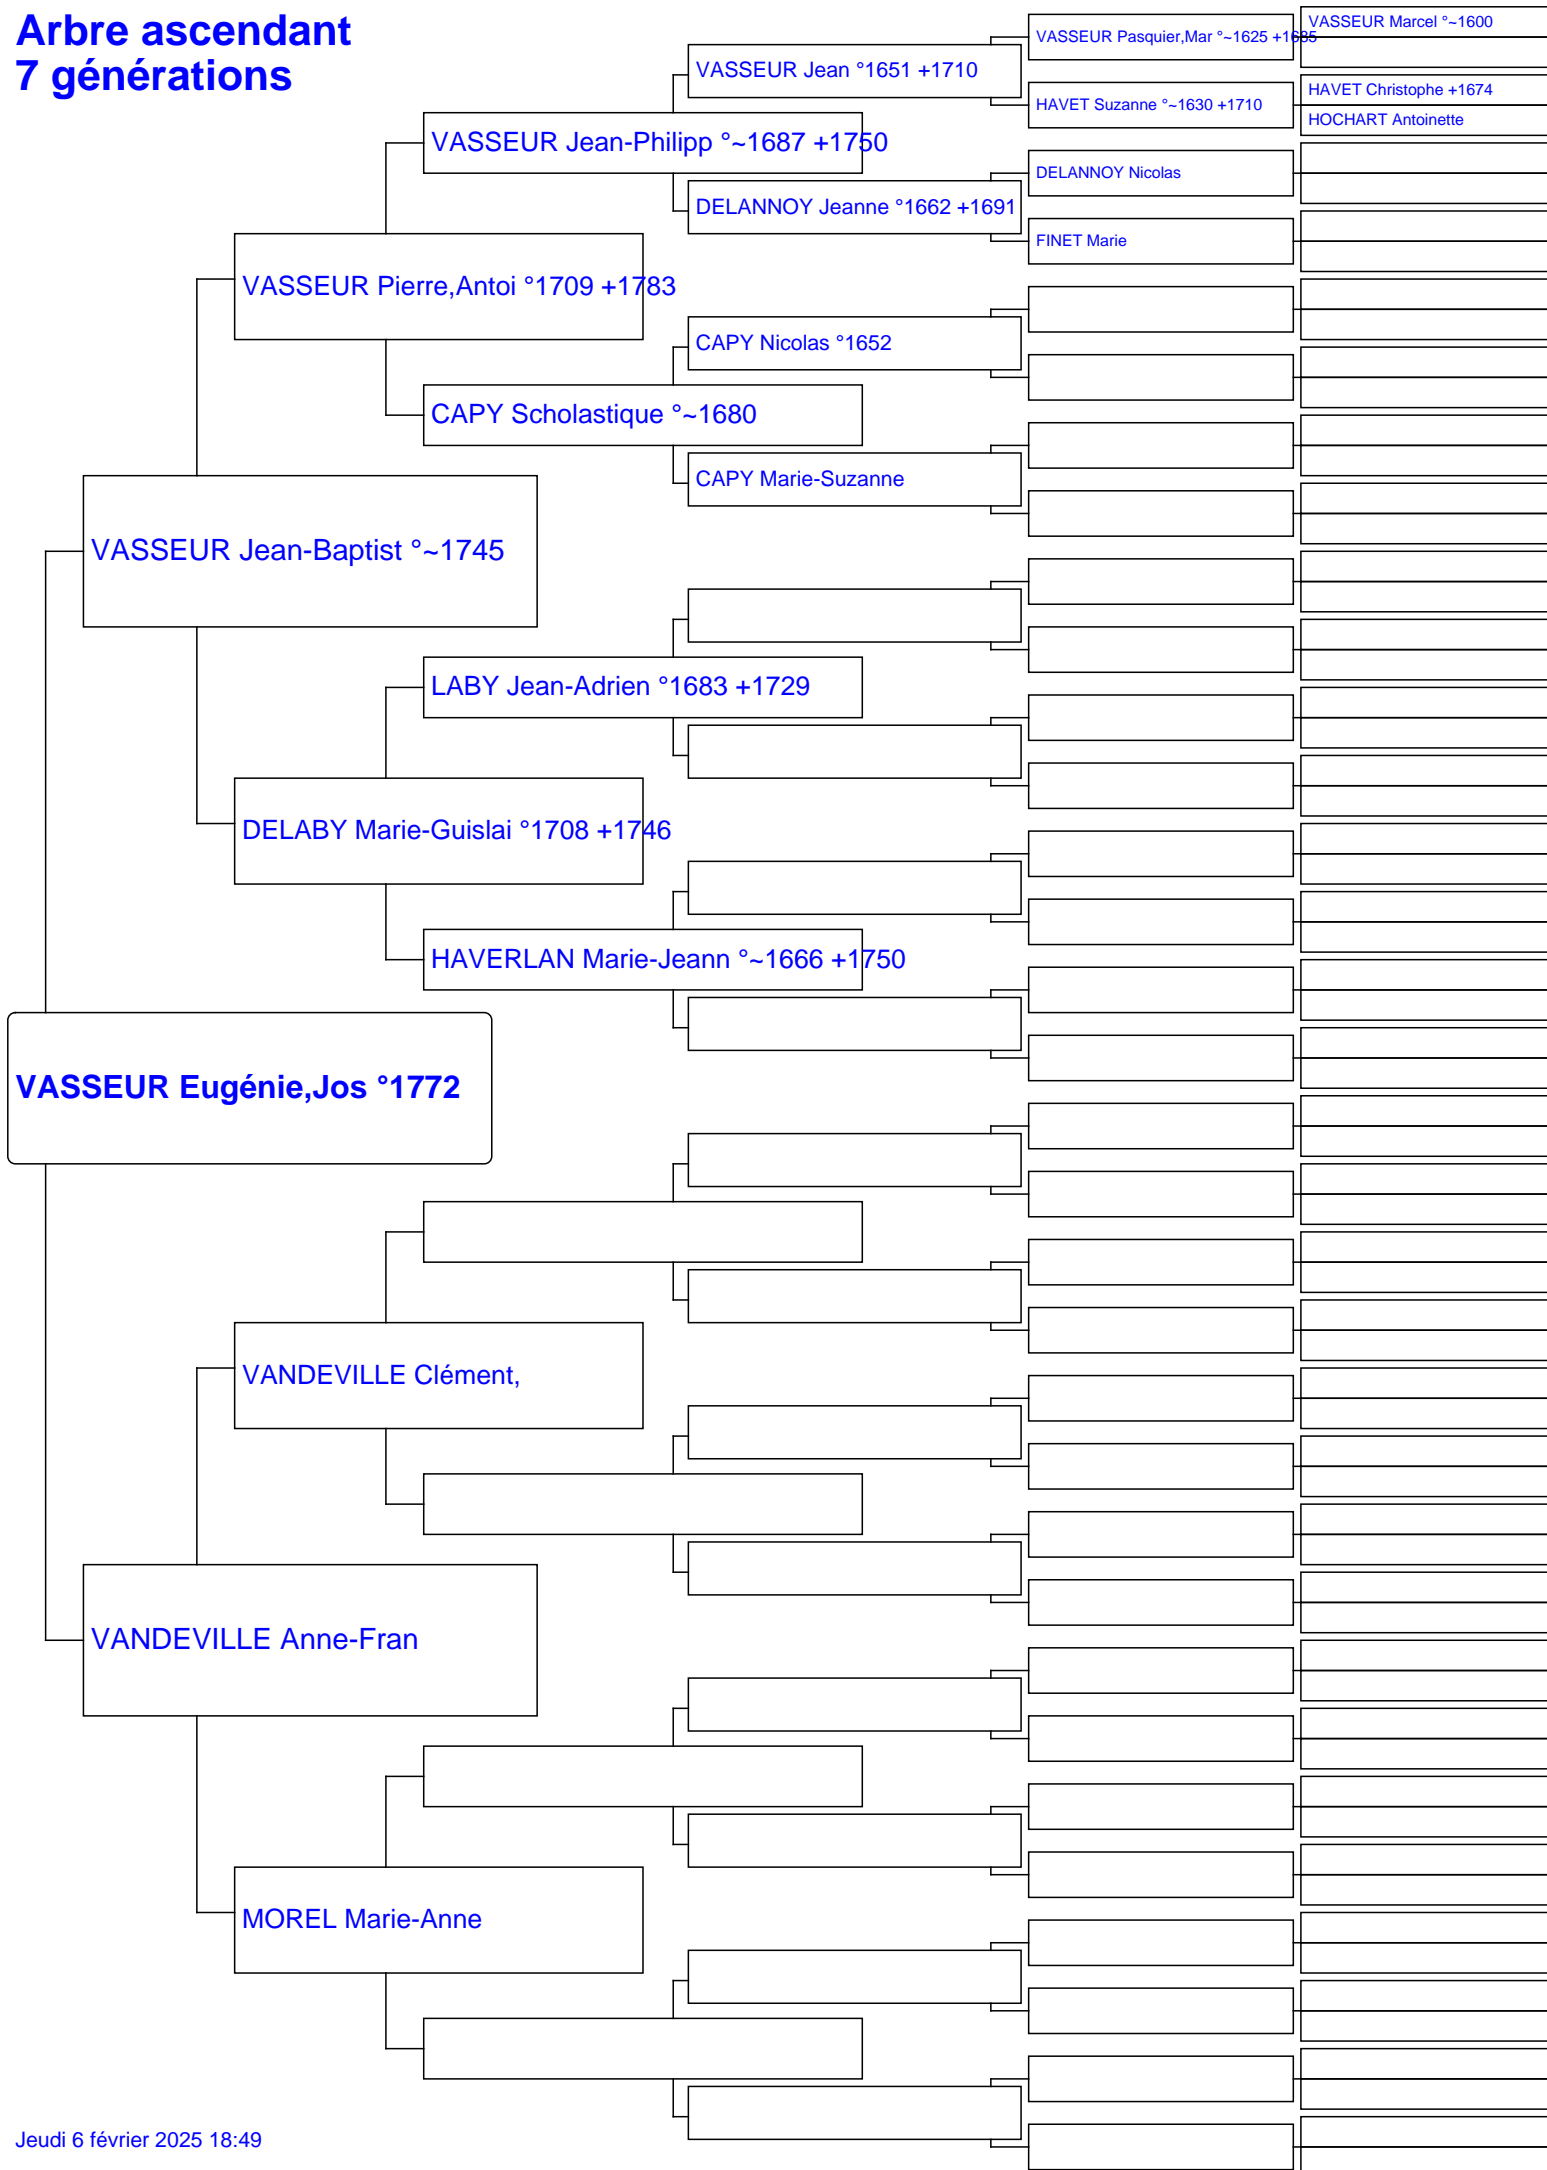 Arbre ascendant
7 générations
VASSEUR Marcel °~1600
VASSEUR Pasquier,Mar °~1625 +1685
VASSEUR Jean °1651 +1710
HAVET Christophe +1674
HAVET Suzanne °~1630 +1710
HOCHART Antoinette
VASSEUR Jean-Philipp °~1687 +1750
DELANNOY Nicolas
DELANNOY Jeanne °1662 +1691
FINET Marie
VASSEUR Pierre,Antoi °1709 +1783
CAPY Nicolas °1652
CAPY Scholastique °~1680
CAPY Marie-Suzanne
VASSEUR Jean-Baptist °~1745
LABY Jean-Adrien °1683 +1729
DELABY Marie-Guislai °1708 +1746
HAVERLAN Marie-Jeann °~1666 +1750
VASSEUR Eugénie,Jos °1772
VANDEVILLE Clément,
VANDEVILLE Anne-Fran
MOREL Marie-Anne
Jeudi 6 février 2025 18:49